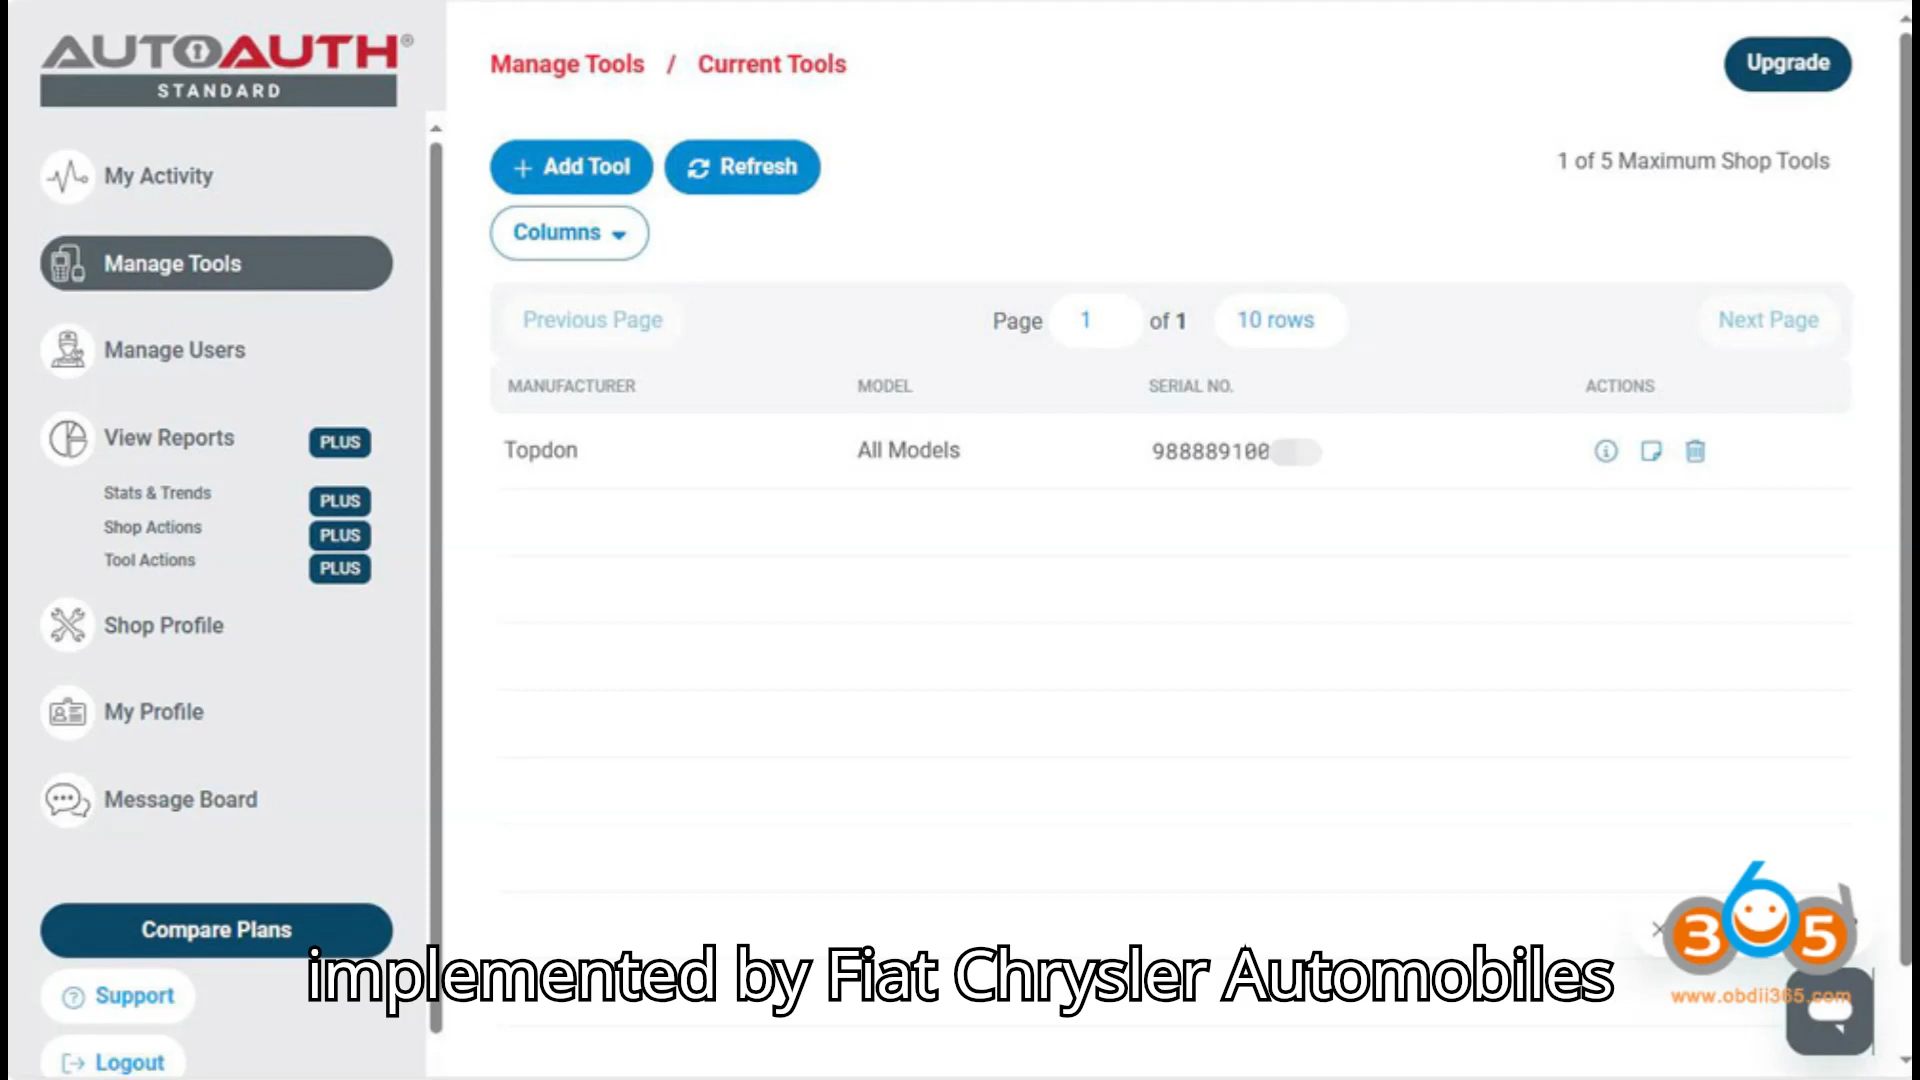 AUTOAUTH®
STANDARD
My Activity
Manage Tools
Manage Users
View Reports PLUS
Stats & Trends PLUS
Shop Actions PLUS
Tool Actions PLUS
Shop Profile
My Profile
Message Board
Compare Plans
Support
Logout
Manage Tools / Current Tools
Upgrade
+ Add Tool
Refresh
1 of 5 Maximum Shop Tools
Columns
Previous Page
Page 1 of 1
10 rows
Next Page
MANUFACTURER MODEL SERIAL NO. ACTIONS
Topdon All Models 988889100
implemented by Fiat Chrysler Automobiles
365
www.obdii365.com